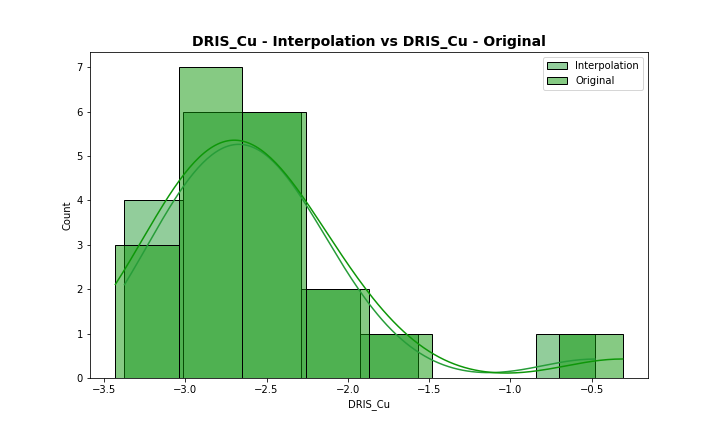 DRIS_Cu - Interpolation vs DRIS_Cu - Original
Interpolation
Original
7
6
5
4
3
2
1
0
Count
−3.5 −3.0 −2.5 −2.0 −1.5 −1.0 −0.5
DRIS_Cu